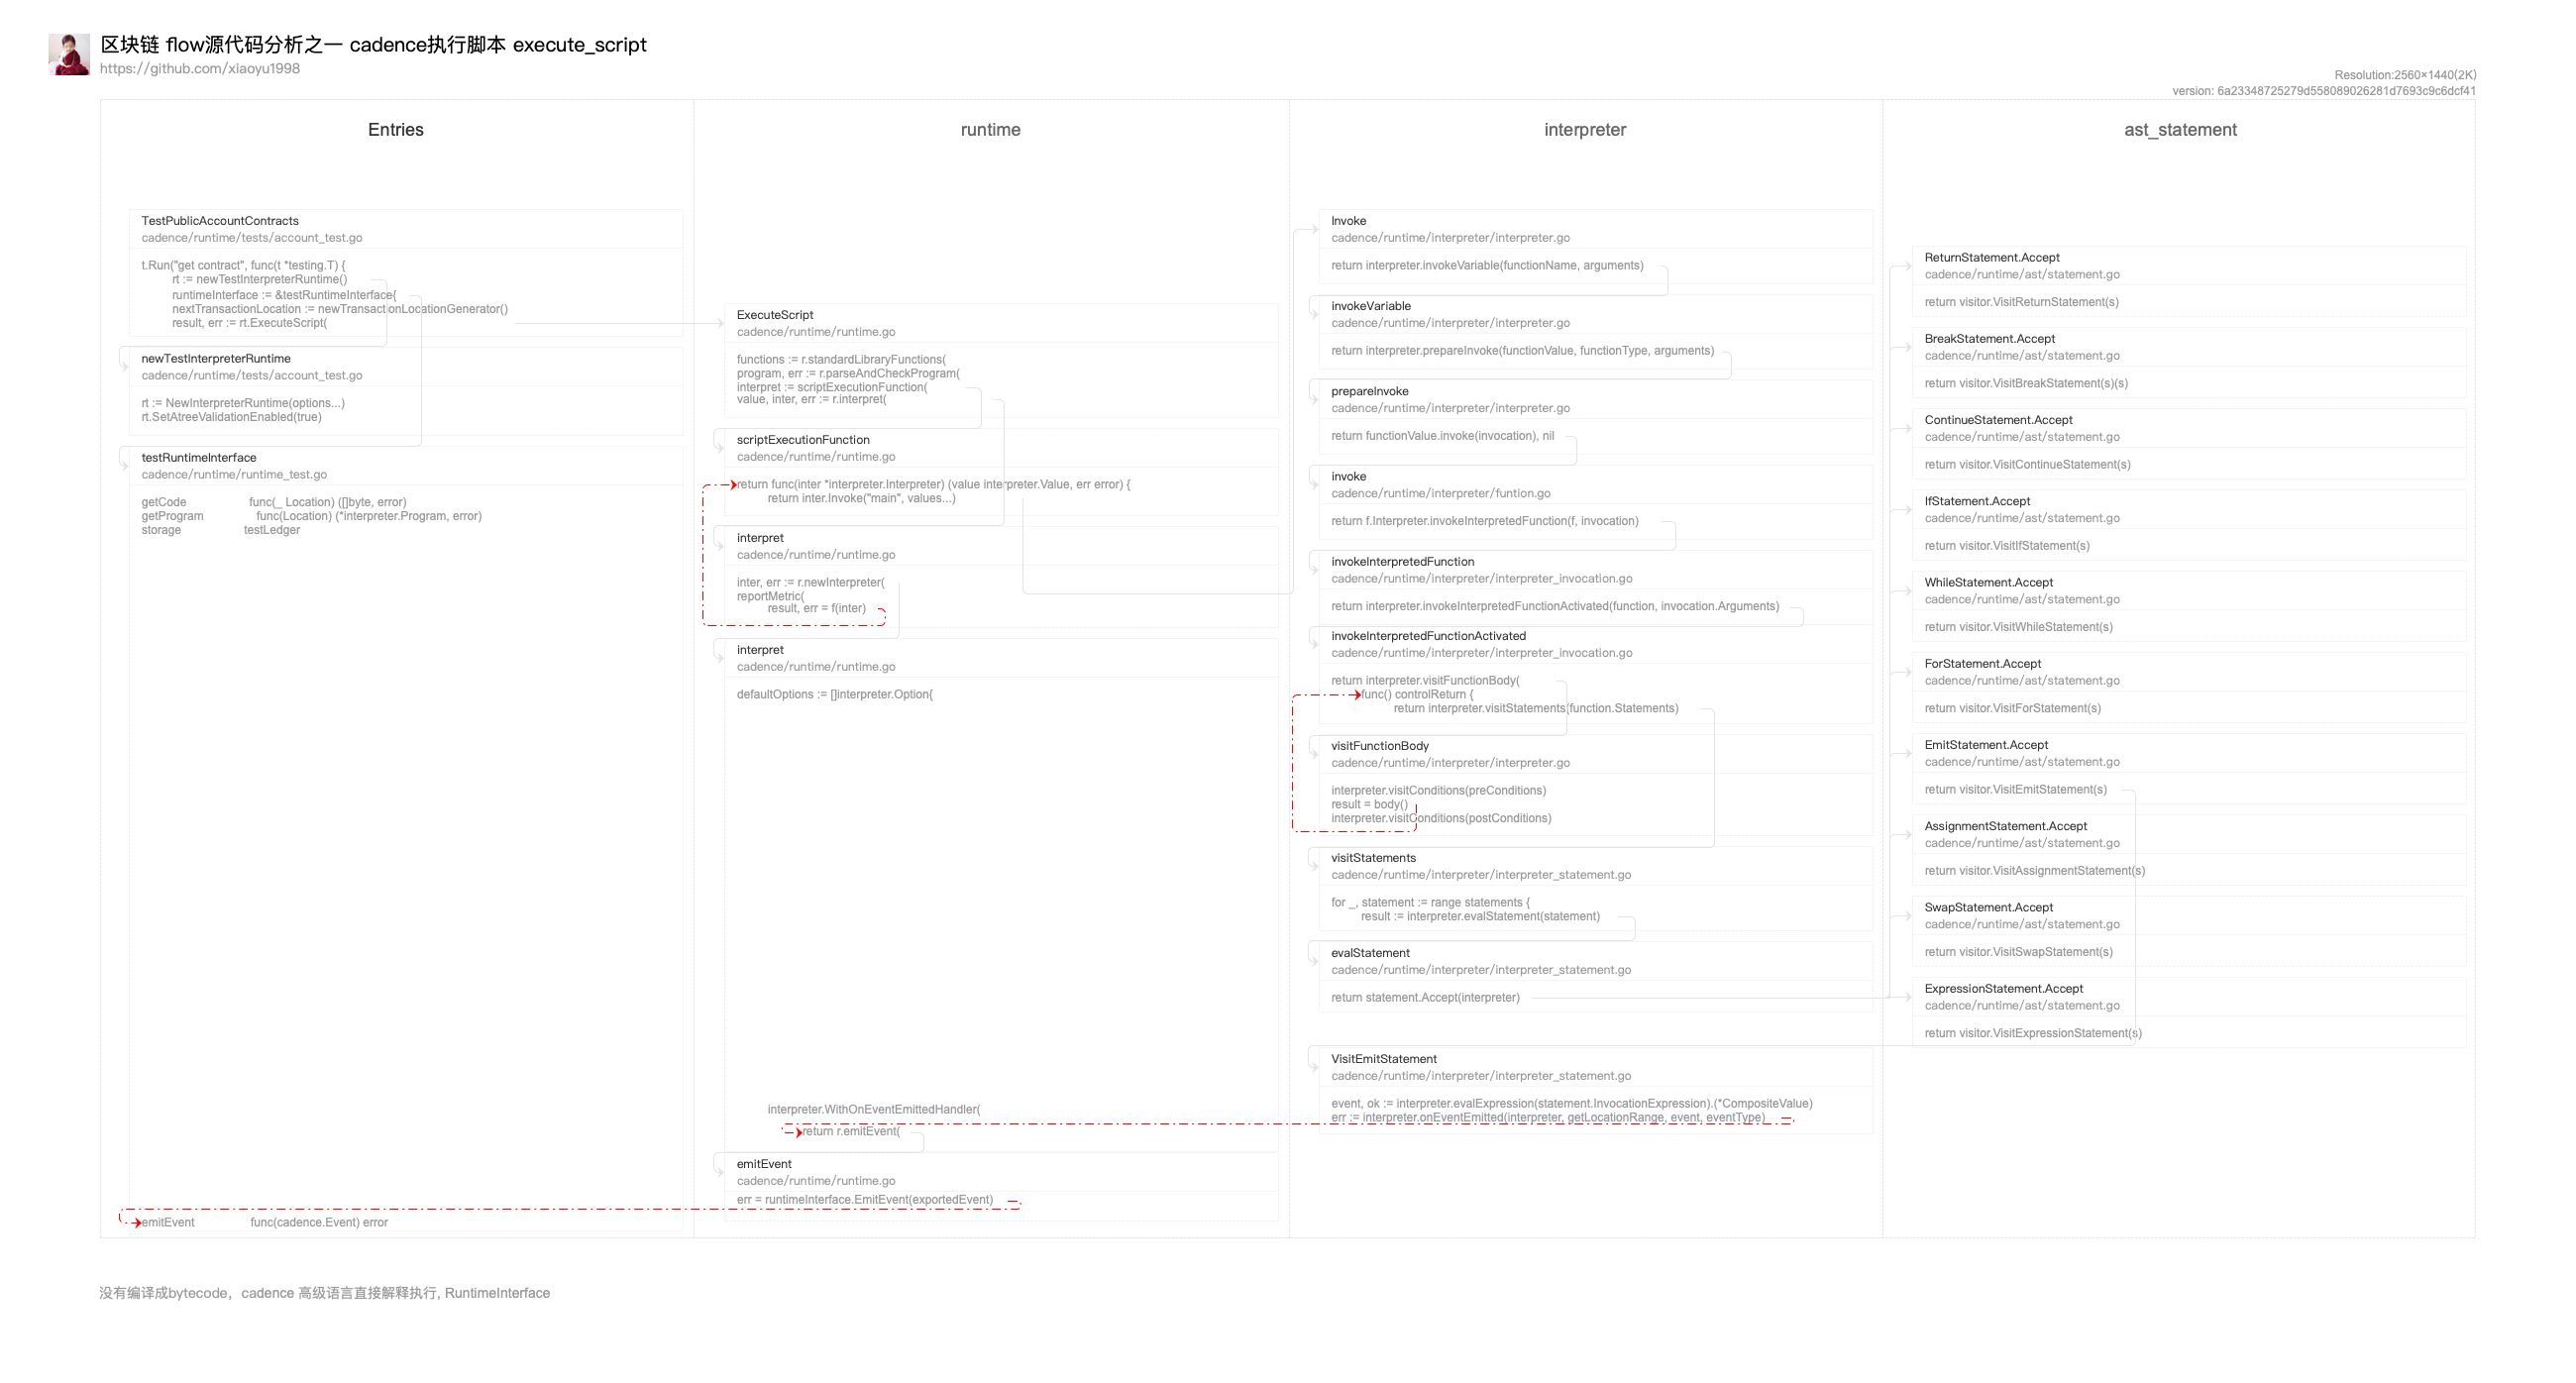 区块链 flow源代码分析之一 cadence执行脚本 execute_script
https://github.com/xiaoyu1998
Resolution:2560×1440(2K)
version: 6a23348725279d558089026281d7693c9c6dcf41
Entries
TestPublicAccountContracts
cadence/runtime/tests/account_test.go
t.Run("get contract", func(t *testing.T) {
rt := newTestInterpreterRuntime()
runtimeInterface := &testRuntimeInterface{
nextTransactionLocation := newTransactionLocationGenerator()
result, err := rt.ExecuteScript(
newTestInterpreterRuntime
cadence/runtime/tests/account_test.go
rt := NewInterpreterRuntime(options...)
rt.SetAtreeValidationEnabled(true)
testRuntimeInterface
cadence/runtime/runtime_test.go
getCode func(_ Location) ([]byte, error)
getProgram func(Location) (*interpreter.Program, error)
storage testLedger
emitEvent func(cadence.Event) error
runtime
ExecuteScript
cadence/runtime/runtime.go
functions := r.standardLibraryFunctions(
program, err := r.parseAndCheckProgram(
interpret := scriptExecutionFunction(
value, inter, err := r.interpret(
scriptExecutionFunction
cadence/runtime/runtime.go
return func(inter *interpreter.Interpreter) (value interpreter.Value, err error) {
return inter.Invoke("main", values...)
interpret
cadence/runtime/runtime.go
inter, err := r.newInterpreter(
reportMetric(
result, err = f(inter)
interpret
cadence/runtime/runtime.go
defaultOptions := []interpreter.Option{
interpreter.WithOnEventEmittedHandler(
return r.emitEvent(
emitEvent
cadence/runtime/runtime.go
err = runtimeInterface.EmitEvent(exportedEvent)
interpreter
Invoke
cadence/runtime/interpreter/interpreter.go
return interpreter.invokeVariable(functionName, arguments)
invokeVariable
cadence/runtime/interpreter/interpreter.go
return interpreter.prepareInvoke(functionValue, functionType, arguments)
prepareInvoke
cadence/runtime/interpreter/interpreter.go
return functionValue.invoke(invocation), nil
invoke
cadence/runtime/interpreter/funtion.go
return f.Interpreter.invokeInterpretedFunction(f, invocation)
invokeInterpretedFunction
cadence/runtime/interpreter/interpreter_invocation.go
return interpreter.invokeInterpretedFunctionActivated(function, invocation.Arguments)
invokeInterpretedFunctionActivated
cadence/runtime/interpreter/interpreter_invocation.go
return interpreter.visitFunctionBody(
func() controlReturn {
return interpreter.visitStatements(function.Statements)
visitFunctionBody
cadence/runtime/interpreter/interpreter.go
interpreter.visitConditions(preConditions)
result = body()
interpreter.visitConditions(postConditions)
visitStatements
cadence/runtime/interpreter/interpreter_statement.go
for _, statement := range statements {
result := interpreter.evalStatement(statement)
evalStatement
cadence/runtime/interpreter/interpreter_statement.go
return statement.Accept(interpreter)
VisitEmitStatement
cadence/runtime/interpreter/interpreter_statement.go
event, ok := interpreter.evalExpression(statement.InvocationExpression).(*CompositeValue)
err := interpreter.onEventEmitted(interpreter, getLocationRange, event, eventType)
ast_statement
ReturnStatement.Accept
cadence/runtime/ast/statement.go
return visitor.VisitReturnStatement(s)
BreakStatement.Accept
cadence/runtime/ast/statement.go
return visitor.VisitBreakStatement(s)(s)
ContinueStatement.Accept
cadence/runtime/ast/statement.go
return visitor.VisitContinueStatement(s)
IfStatement.Accept
cadence/runtime/ast/statement.go
return visitor.VisitIfStatement(s)
WhileStatement.Accept
cadence/runtime/ast/statement.go
return visitor.VisitWhileStatement(s)
ForStatement.Accept
cadence/runtime/ast/statement.go
return visitor.VisitForStatement(s)
EmitStatement.Accept
cadence/runtime/ast/statement.go
return visitor.VisitEmitStatement(s)
AssignmentStatement.Accept
cadence/runtime/ast/statement.go
return visitor.VisitAssignmentStatement(s)
SwapStatement.Accept
cadence/runtime/ast/statement.go
return visitor.VisitSwapStatement(s)
ExpressionStatement.Accept
cadence/runtime/ast/statement.go
return visitor.VisitExpressionStatement(s)
没有编译成bytecode，cadence 高级语言直接解释执行, RuntimeInterface